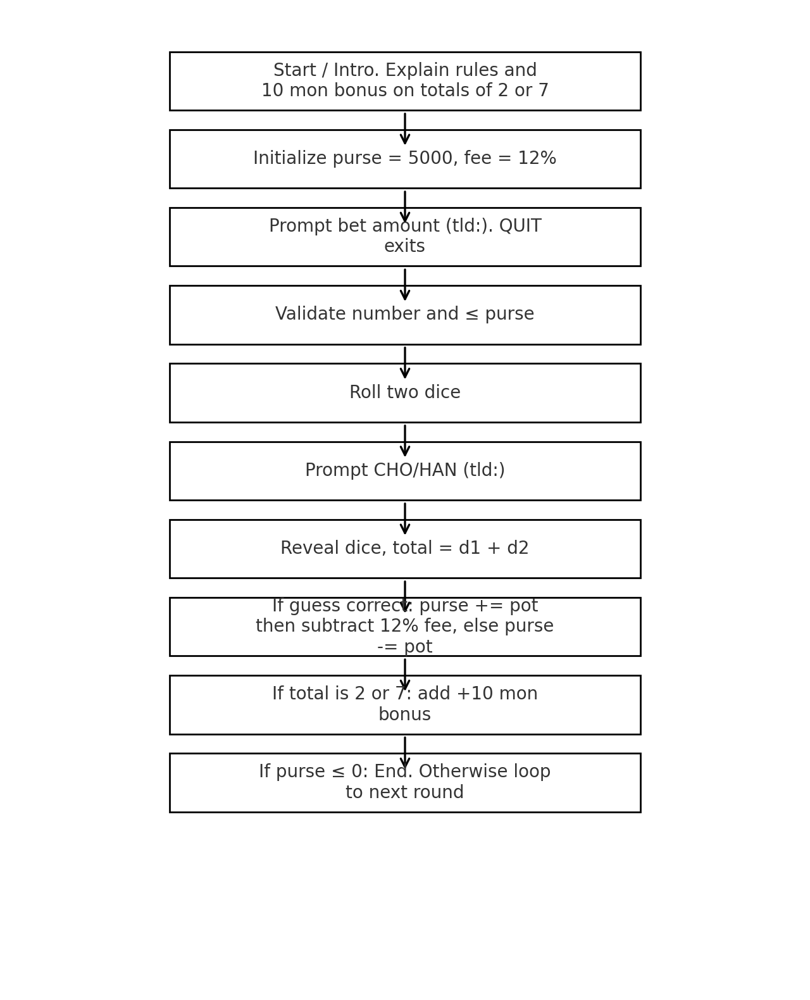 Start / Intro. Explain rules and
10 mon bonus on totals of 2 or 7
Initialize purse = 5000, fee = 12%
Prompt bet amount (tld:). QUIT
exits
Validate number and ≤ purse
Roll two dice
Prompt CHO/HAN (tld:)
Reveal dice, total = d1 + d2
If guess correct: purse += pot
then subtract 12% fee, else purse
-= pot
If total is 2 or 7: add +10 mon
bonus
If purse ≤ 0: End. Otherwise loop
to next round